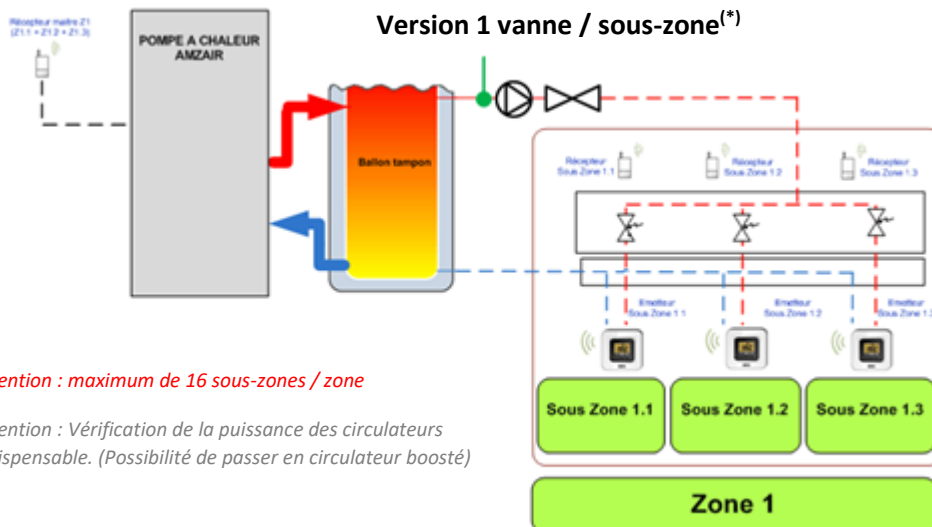 Version 1 vanne / sous-zone(*)
Récepteur maitre Z1
(Z1.1 + Z1.2 + Z1.3)
POMPE A CHALEUR
AMZAIR
Ballon tampon
Récepteur
Sous Zone 1.1
Récepteur
Sous Zone 1.2
Récepteur
Sous Zone 1.3
Emetteur
Sous Zone 1.1
Emetteur
Sous Zone 1.2
Emetteur
Sous Zone 1.3
ention : maximum de 16 sous-zones / zone
ention : Vérification de la puissance des circulateurs
ispensable. (Possibilité de passer en circulateur boosté)
Sous Zone 1.1
Sous Zone 1.2
Sous Zone 1.3
Zone 1